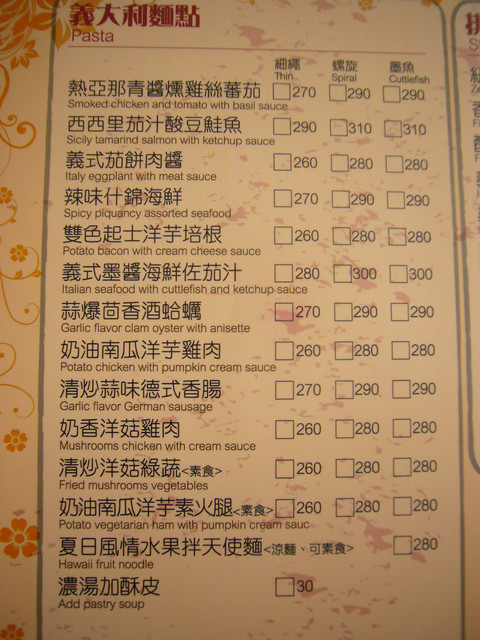 義大利麵點
Pasta
細繩 螺旋 墨魚
Thin Spiral Cuttlefish
熱亞那青醬燻雞絲蕃茄 270 290 290
Smoked chicken and tomato with basil sauce
西西里茄汁酸豆鮭魚 290 310 310
Sicily tamarind salmon with ketchup sauce
義式茄餅肉醬 260 280 280
Italy eggplant with meat sauce
辣味什錦海鮮 270 290 290
Spicy piquancy assorted seafood
雙色起士洋芋培根 260 280 280
Potato bacon with cream cheese sauce
義式墨醬海鮮佐茄汁 280 300 300
Italian seafood with cuttlefish and ketchup sauce
蒜爆茴香酒蛤蠣 270 290 290
Garlic flavor clam oyster with anisette
奶油南瓜洋芋雞肉 260 280 280
Potato chicken with pumpkin cream sauce
清炒蒜味德式香腸 270 290 290
Garlic flavor German sausage
奶香洋菇雞肉 260 280 280
Mushrooms chicken with cream sauce
清炒洋菇綠蔬<素食> 260 280 280
Fried mushrooms vegetables
奶油南瓜洋芋素火腿<素食> 260 280 280
Potato vegetarian ham with pumpkin cream sauc
夏日風情水果拌天使麵<涼麵、可素食> 280
Hawaii fruit noodle
濃湯加酥皮 30
Add pastry soup